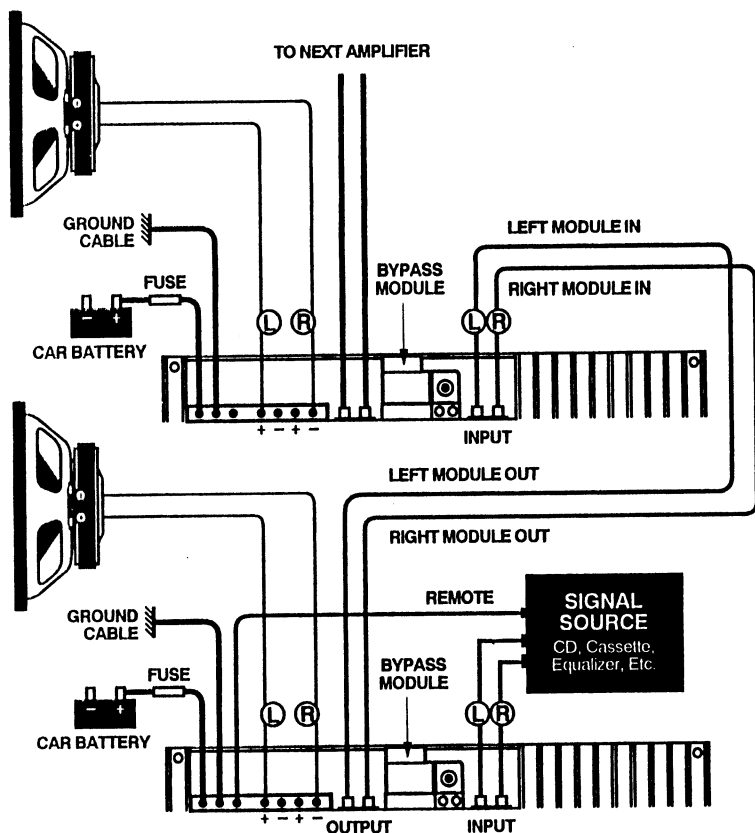 TO NEXT AMPLIFIER
−
+
GROUND
CABLE
LEFT MODULE IN
BYPASS
MODULE
RIGHT MODULE IN
FUSE
− +
L R
L R
CAR BATTERY
+ − + −
INPUT
LEFT MODULE OUT
RIGHT MODULE OUT
REMOTE
SIGNAL
SOURCE
CD, Cassette,
Equalizer, Etc.
GROUND
CABLE
BYPASS
MODULE
FUSE
− +
L R
L R
CAR BATTERY
+ − + −
OUTPUT
INPUT